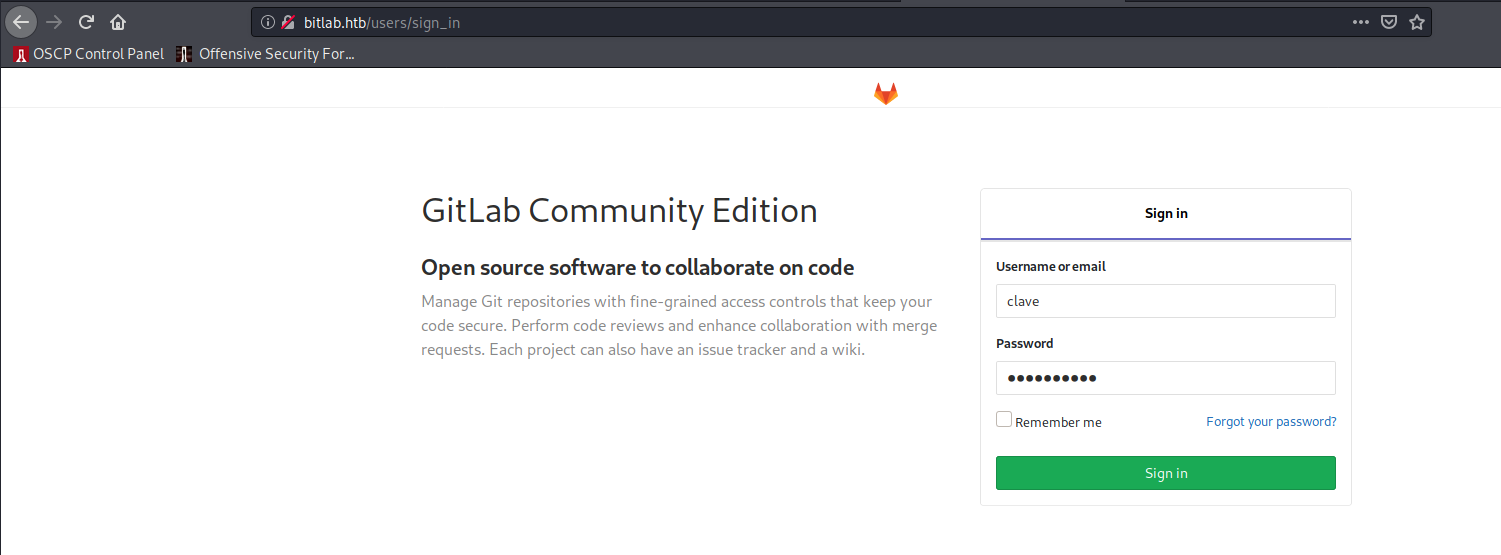 bitlab.htb/users/sign_in
OSCP Control Panel Offensive Security For...
GitLab Community Edition
Open source software to collaborate on code
Manage Git repositories with fine-grained access controls that keep your
code secure. Perform code reviews and enhance collaboration with merge
requests. Each project can also have an issue tracker and a wiki.
Sign in
Username or email
clave
Password
●●●●●●●●●●
Remember me Forgot your password?
Sign in